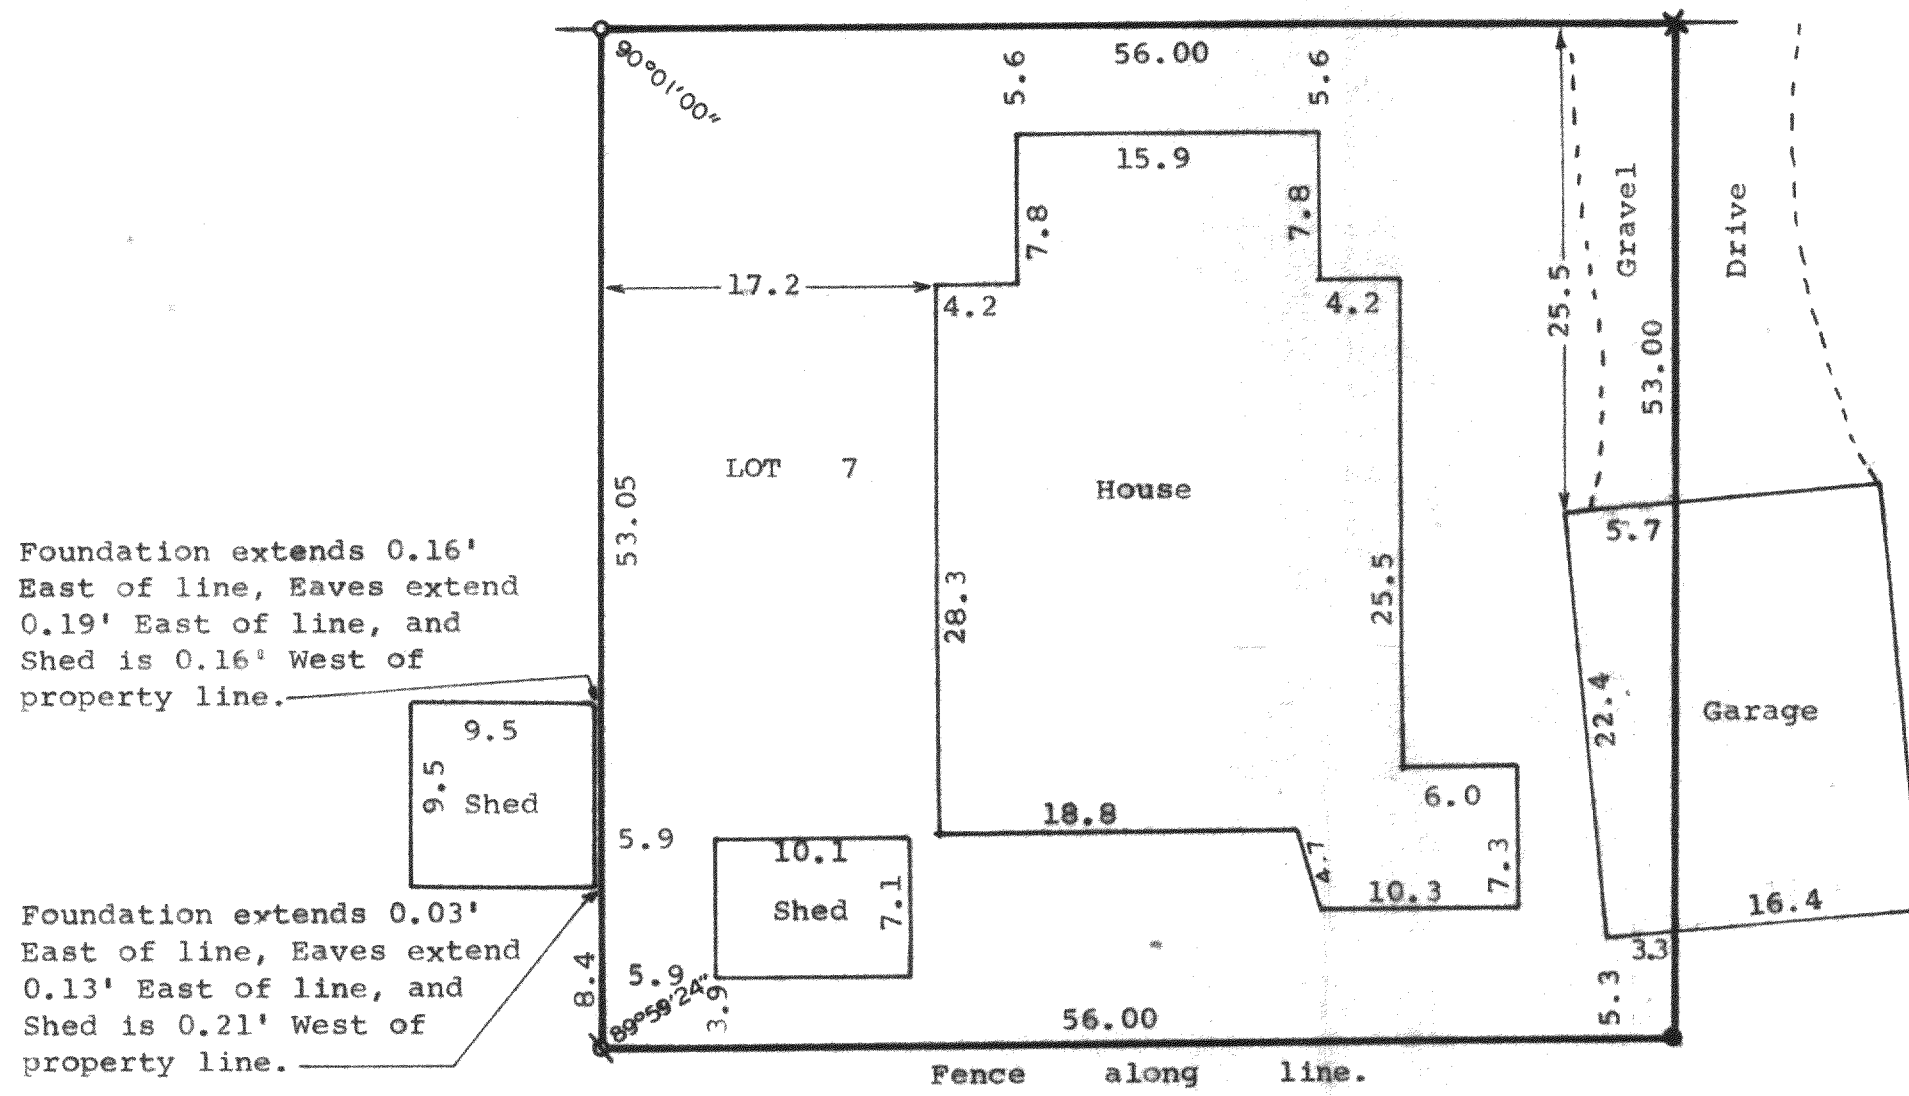 56.00
90°01'00"
5.6
5.6
15.9
7.8
7.8
17.2
4.2
4.2
25.5
Gravel
Drive
53.00
LOT 7
House
53.05
5.7
Foundation extends 0.16'
East of line, Eaves extend
0.19' East of line, and
Shed is 0.16' West of
property line.
28.3
25.5
22.4
Garage
9.5
9.5
Shed
5.9
18.8
6.0
10.1
Shed
7.1
4.7
10.3
7.3
16.4
3.3
Foundation extends 0.03'
East of line, Eaves extend
0.13' East of line, and
Shed is 0.21' West of
property line.
8.4
5.9
89°59'24"
3.9
5.3
56.00
Fence along line.